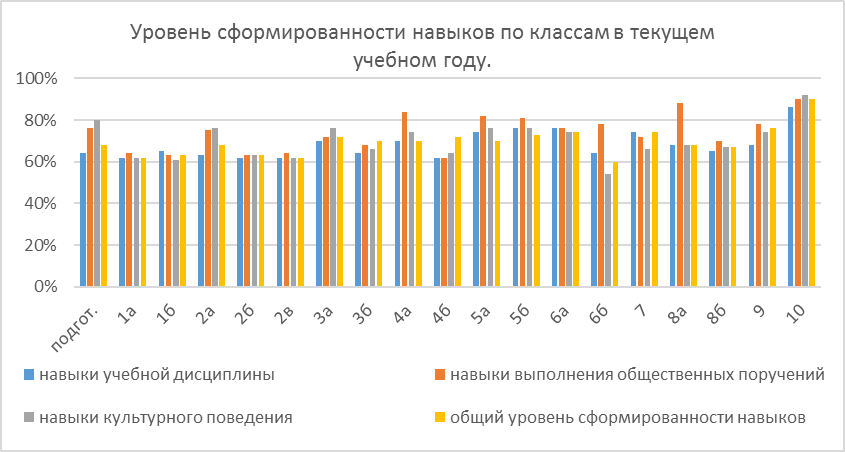 Уровень сформированности навыков по классам в текущем
учебном году.
100%
80%
60%
40%
20%
0%
подгот. 1а 1б 2а 2б 2в 3а 3б 4а 4б 5а 5б 6а 6б 7 8а 8б 9 10
навыки учебной дисциплины навыки выполнения общественных поручений
навыки культурного поведения общий уровень сформированности навыков